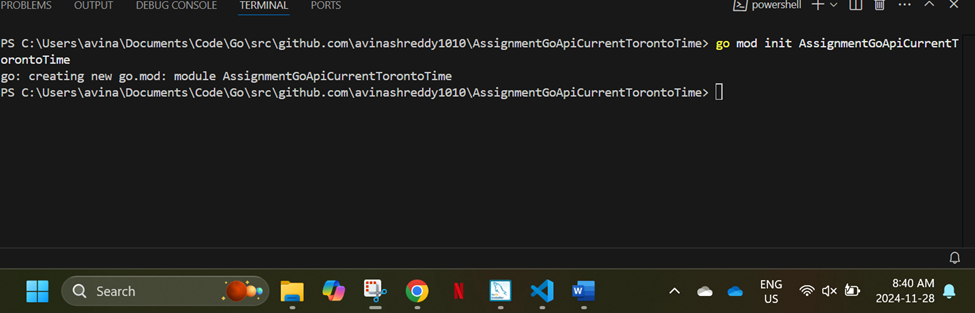 PROBLEMS OUTPUT DEBUG CONSOLE TERMINAL PORTS powershell
PS C:\Users\avina\Documents\Code\Go\src\github.com\avinashreddy1010\AssignmentGoApiCurrentTorontoTime> go mod init AssignmentGoApiCurrentT
orontoTime
go: creating new go.mod: module AssignmentGoApiCurrentTorontoTime
PS C:\Users\avina\Documents\Code\Go\src\github.com\avinashreddy1010\AssignmentGoApiCurrentTorontoTime>
Search
ENG
US
8:40 AM
2024-11-28